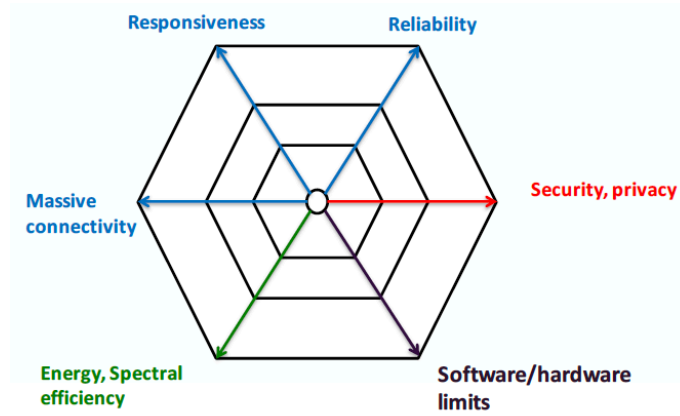 Responsiveness
Reliability
Massive
connectivity
Security, privacy
Energy, Spectral
efficiency
Software/hardware
limits